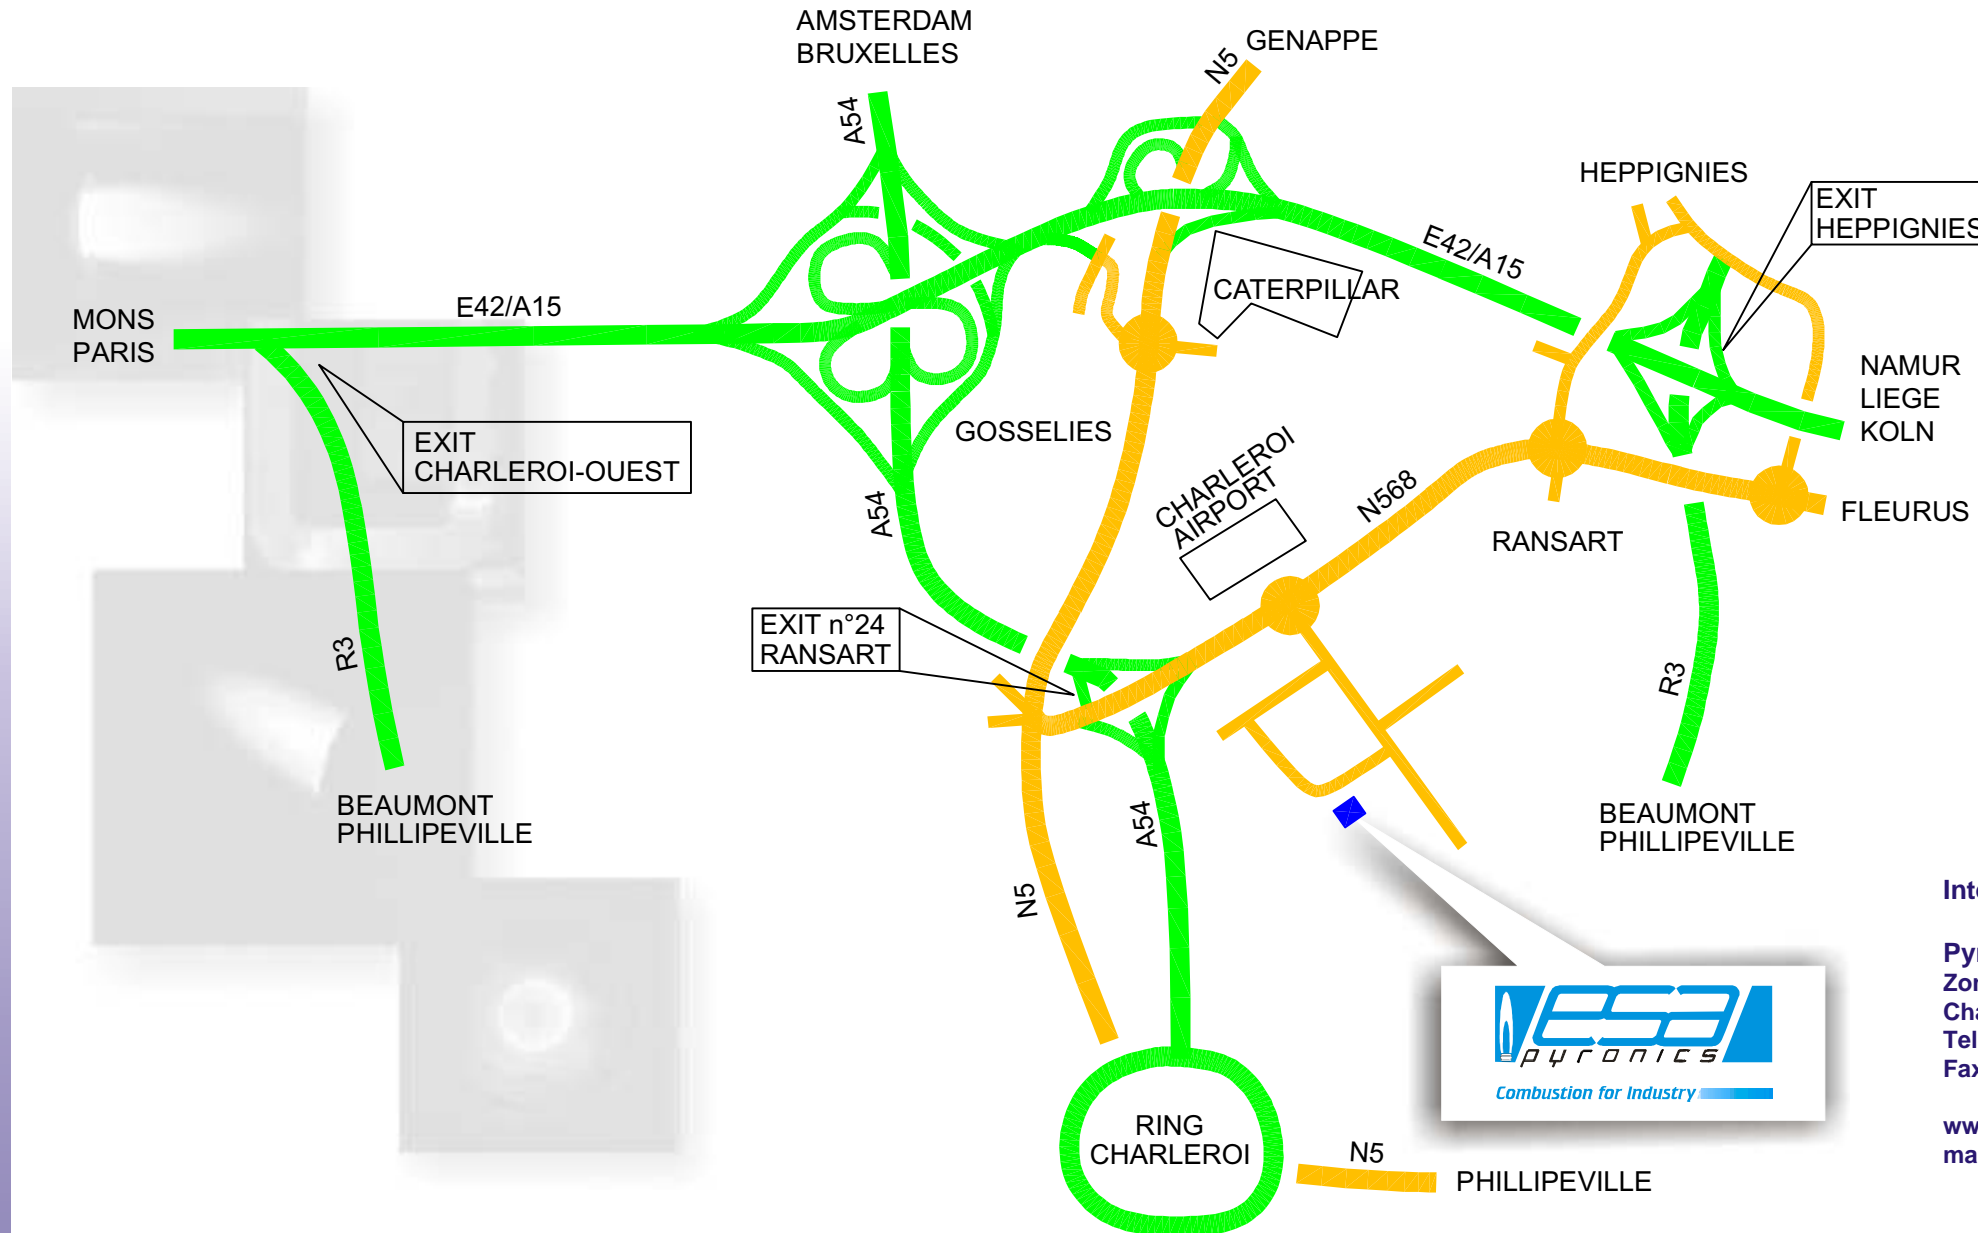 AMSTERDAM
BRUXELLES
A54
N5
GENAPPE
HEPPIGNIES
EXIT
HEPPIGNIES
E42/A15
E42/A15
MONS
PARIS
CATERPILLAR
NAMUR
LIEGE
KOLN
EXIT
CHARLEROI-OUEST
GOSSELIES
CHARLEROI
AIRPORT
N568
A54
RANSART
FLEURUS
EXIT n°24
RANSART
R3
R3
BEAUMONT
PHILLIPEVILLE
A54
BEAUMONT
PHILLIPEVILLE
N5
esa
pyronics
Combustion for Industry
RING
CHARLEROI
N5
PHILLIPEVILLE
Tel
Fax